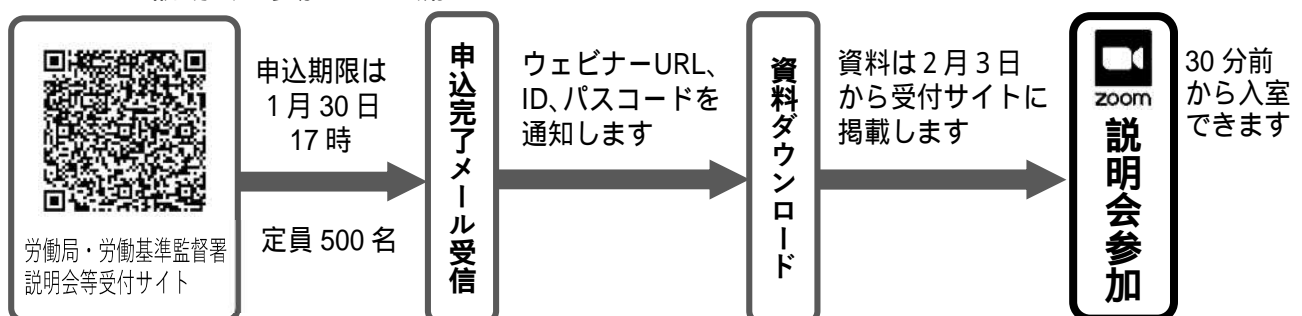 労働局・労働基準監督署
説明会等受付サイト
申込期限は
1月30日
17時
定員 500 名
申込完了メール受信
ウェビナーURL、
ID、パスコードを
通知します
資料ダウンロード
資料は2月3日
から受付サイトに
掲載します
zoom
説明会参加
30 分前
から入室
できます